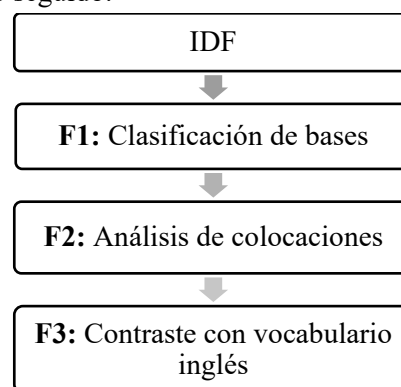 IDF
F1: Clasificación de bases
F2: Análisis de colocaciones
F3: Contraste con vocabulario
inglés